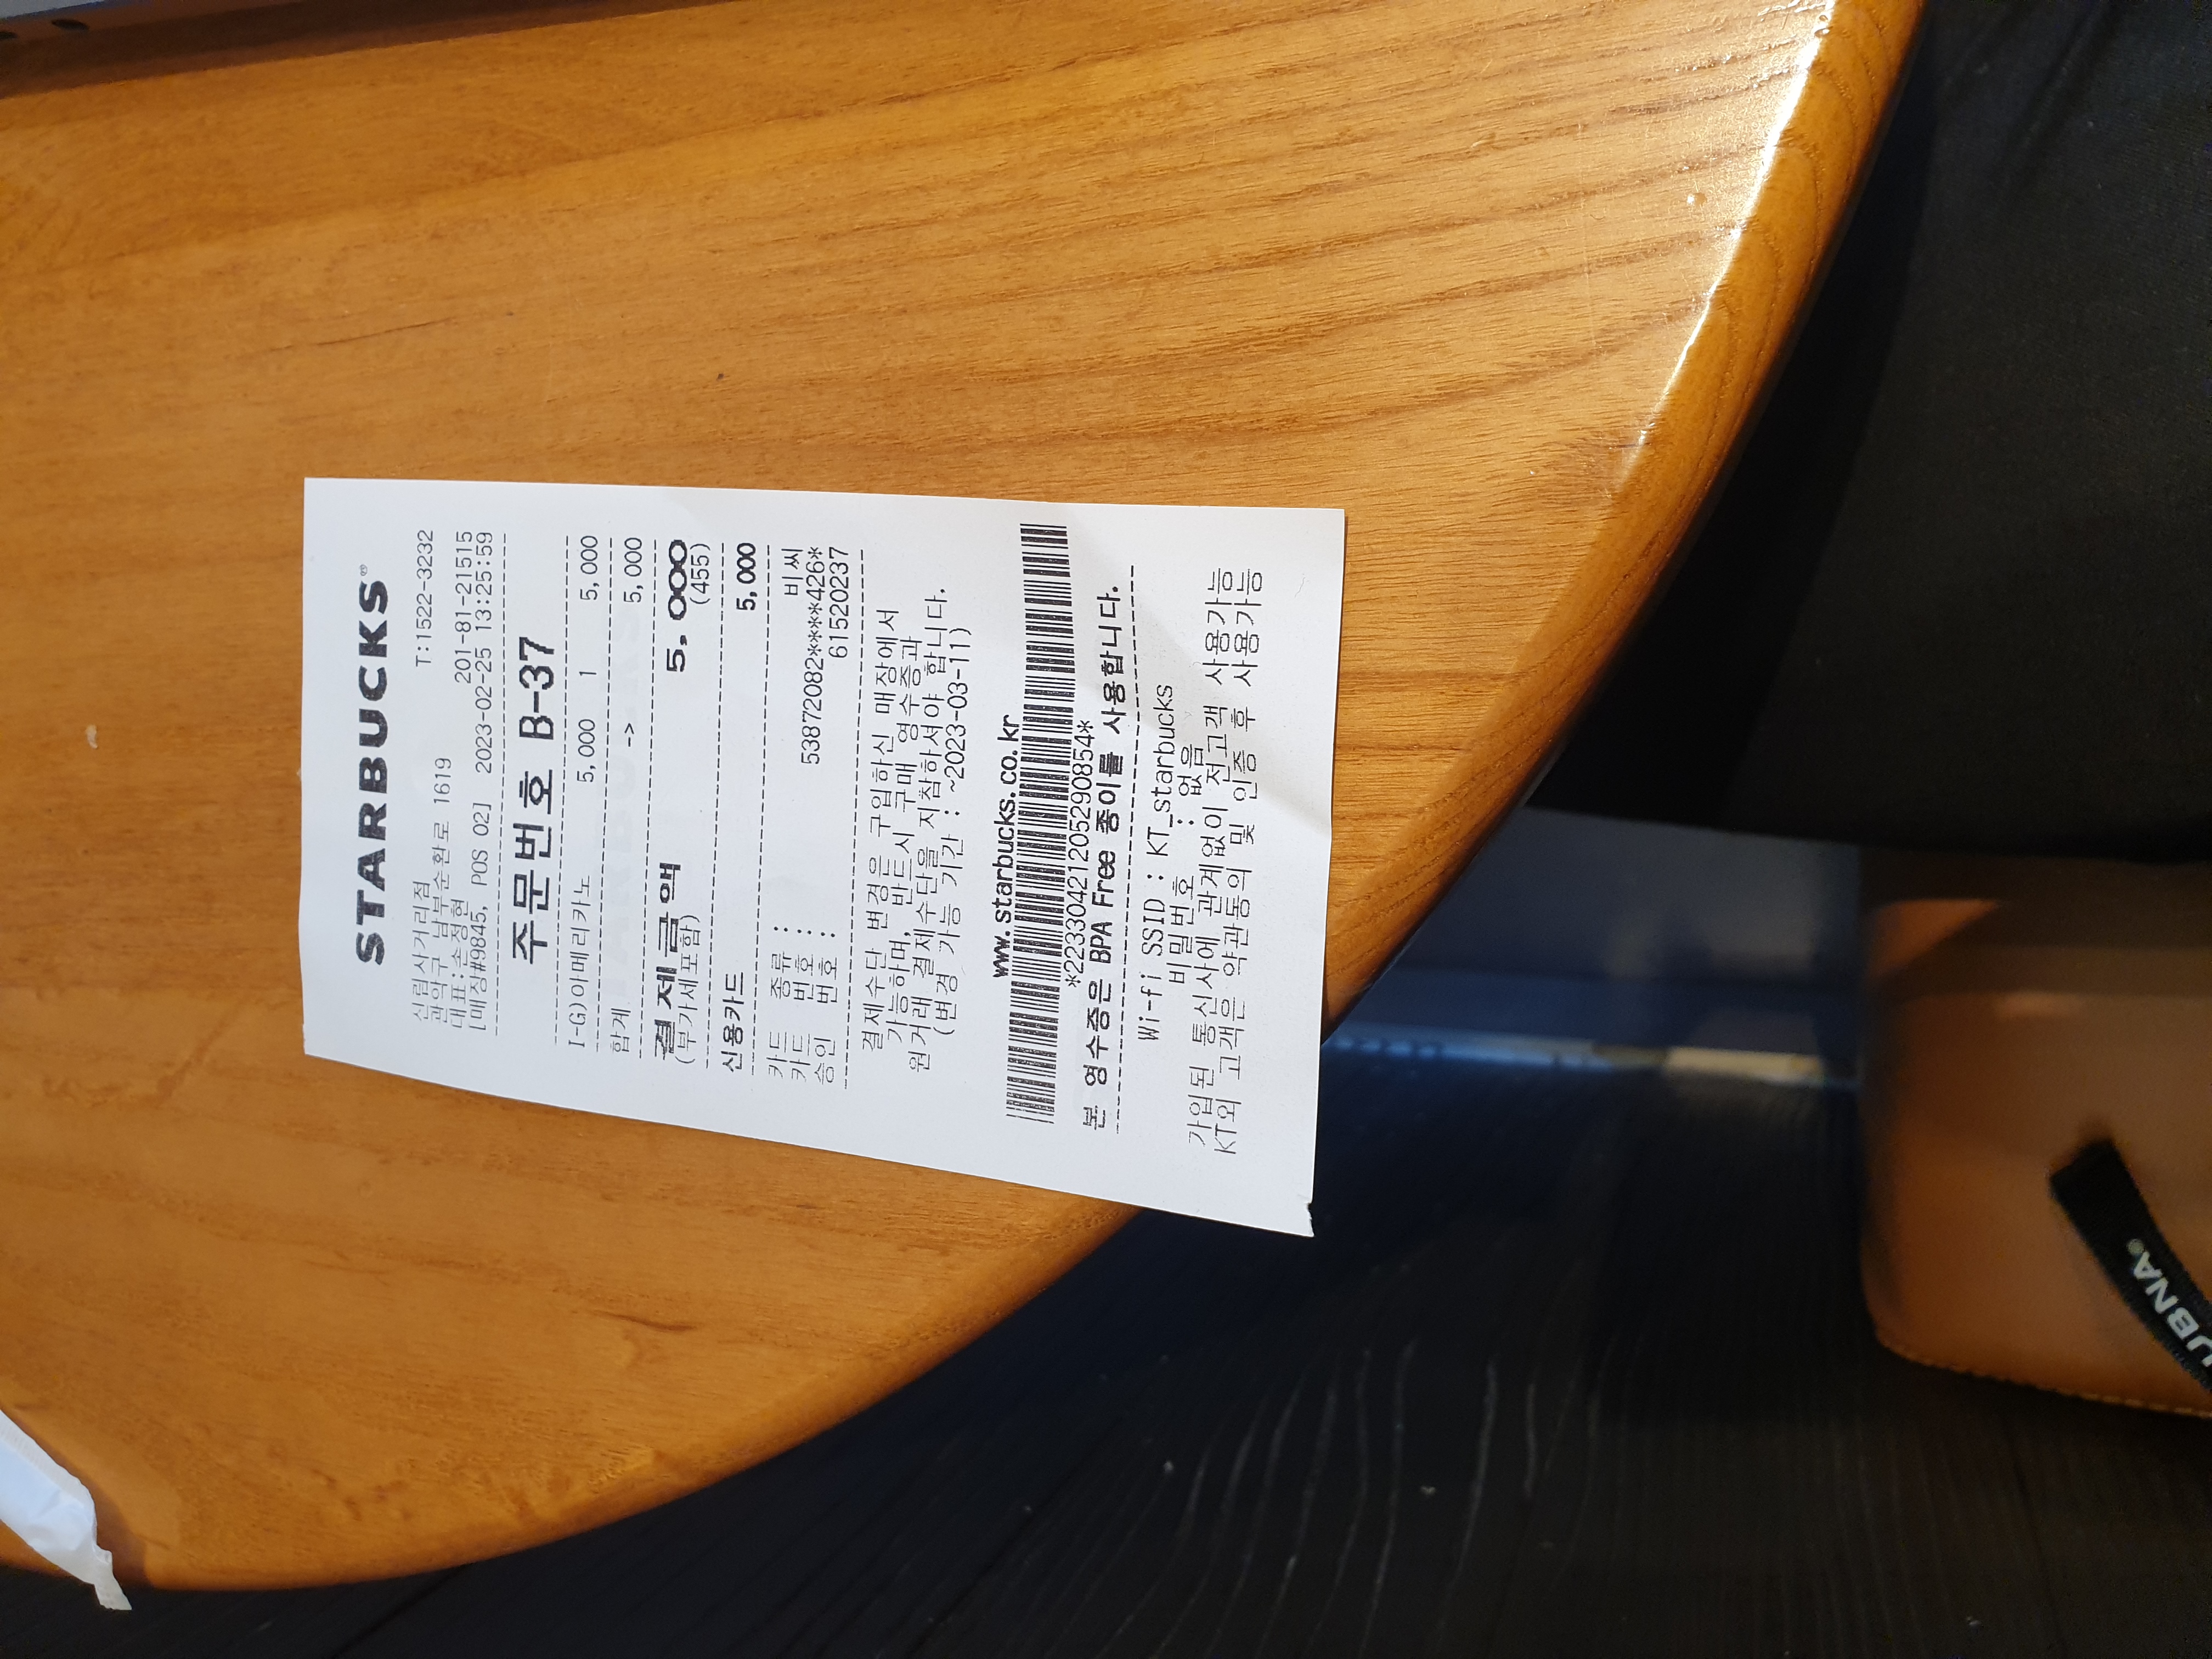 STARBUCKS®
신림사거리점 T:1522-3232
관악구 남부순환로 1619
대표:손정현 201-81-21515
[매장#9845, POS 02] 2023-02-25 13:25:59
주문번호 B-37
I-G)아메리카노 5,000 1 5,000
합계 -> 5,000
결제금액 5,000
(부가세포함) (455)
신용카드 5,000
카드 종류 : 비씨
카드 번호 : 53872082****426*
승인 번호 : 61520237
결제수단 변경은 구입하신 매장에서
가능하며, 반드시 구매 영수증과
원거래 결제수단을 지참하셔야 합니다.
(변경 가능 기간 : ~2023-03-11)
www.starbucks.co.kr
*22330421205290854*
본 영수증은 BPA Free 종이를 사용합니다.
Wi-fi SSID : KT_starbucks
비밀번호 : 없음
가입된 통신사에 관계없이 전고객 사용가능
KT외 고객은 약관동의 및 인증 후 사용가능
UBNA®